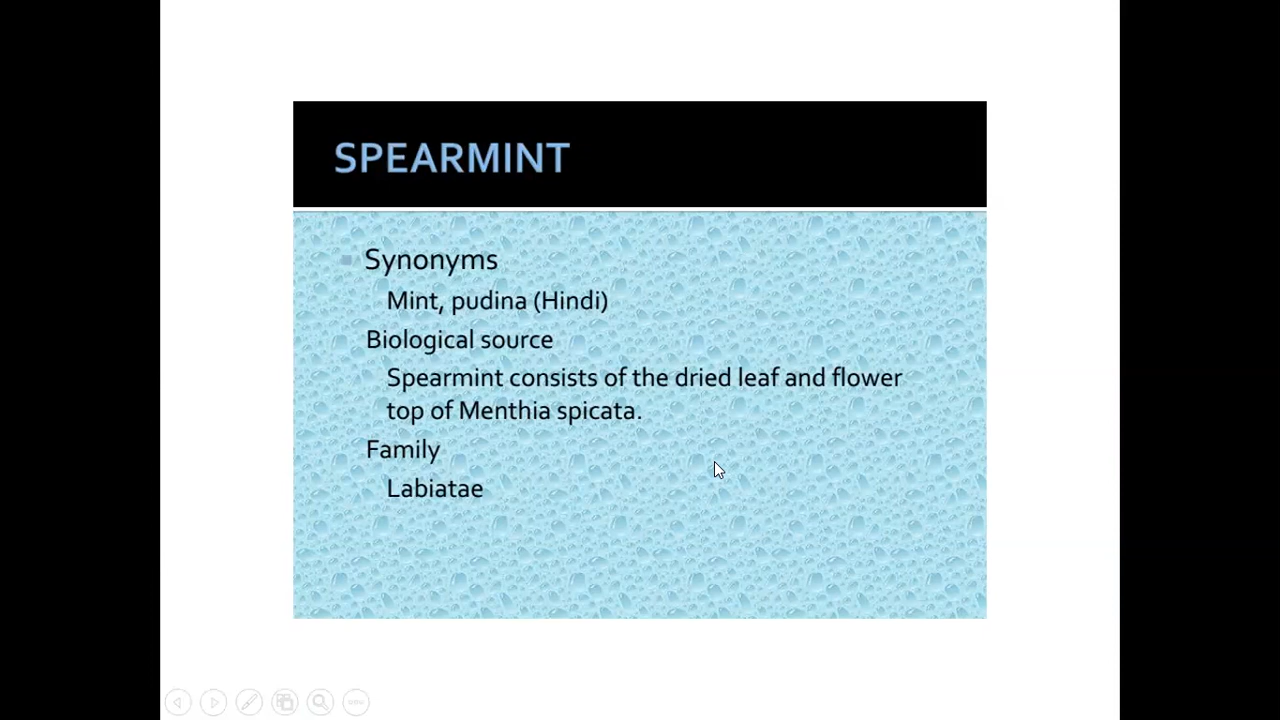 SPEARMINT
Synonyms
Mint, pudina (Hindi)
Biological source
Spearmint consists of the dried leaf and flower
top of Menthia spicata.
Family
Labiatae